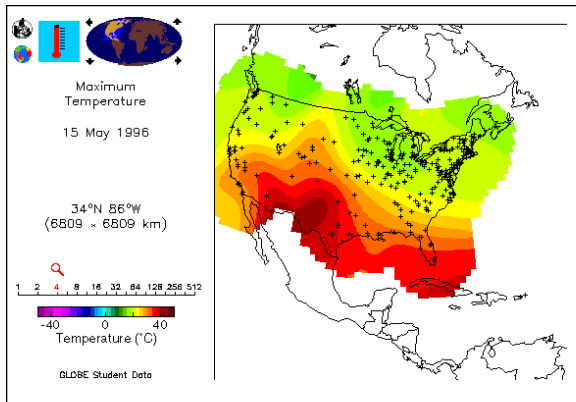 Maximum
Temperature
15 May 1996
34°N 86°W
(6809 × 6809 km)
1 2 4 8 16 32 64 128 256 512
-40 0 40
Temperature (°C)
GLOBE Student Data